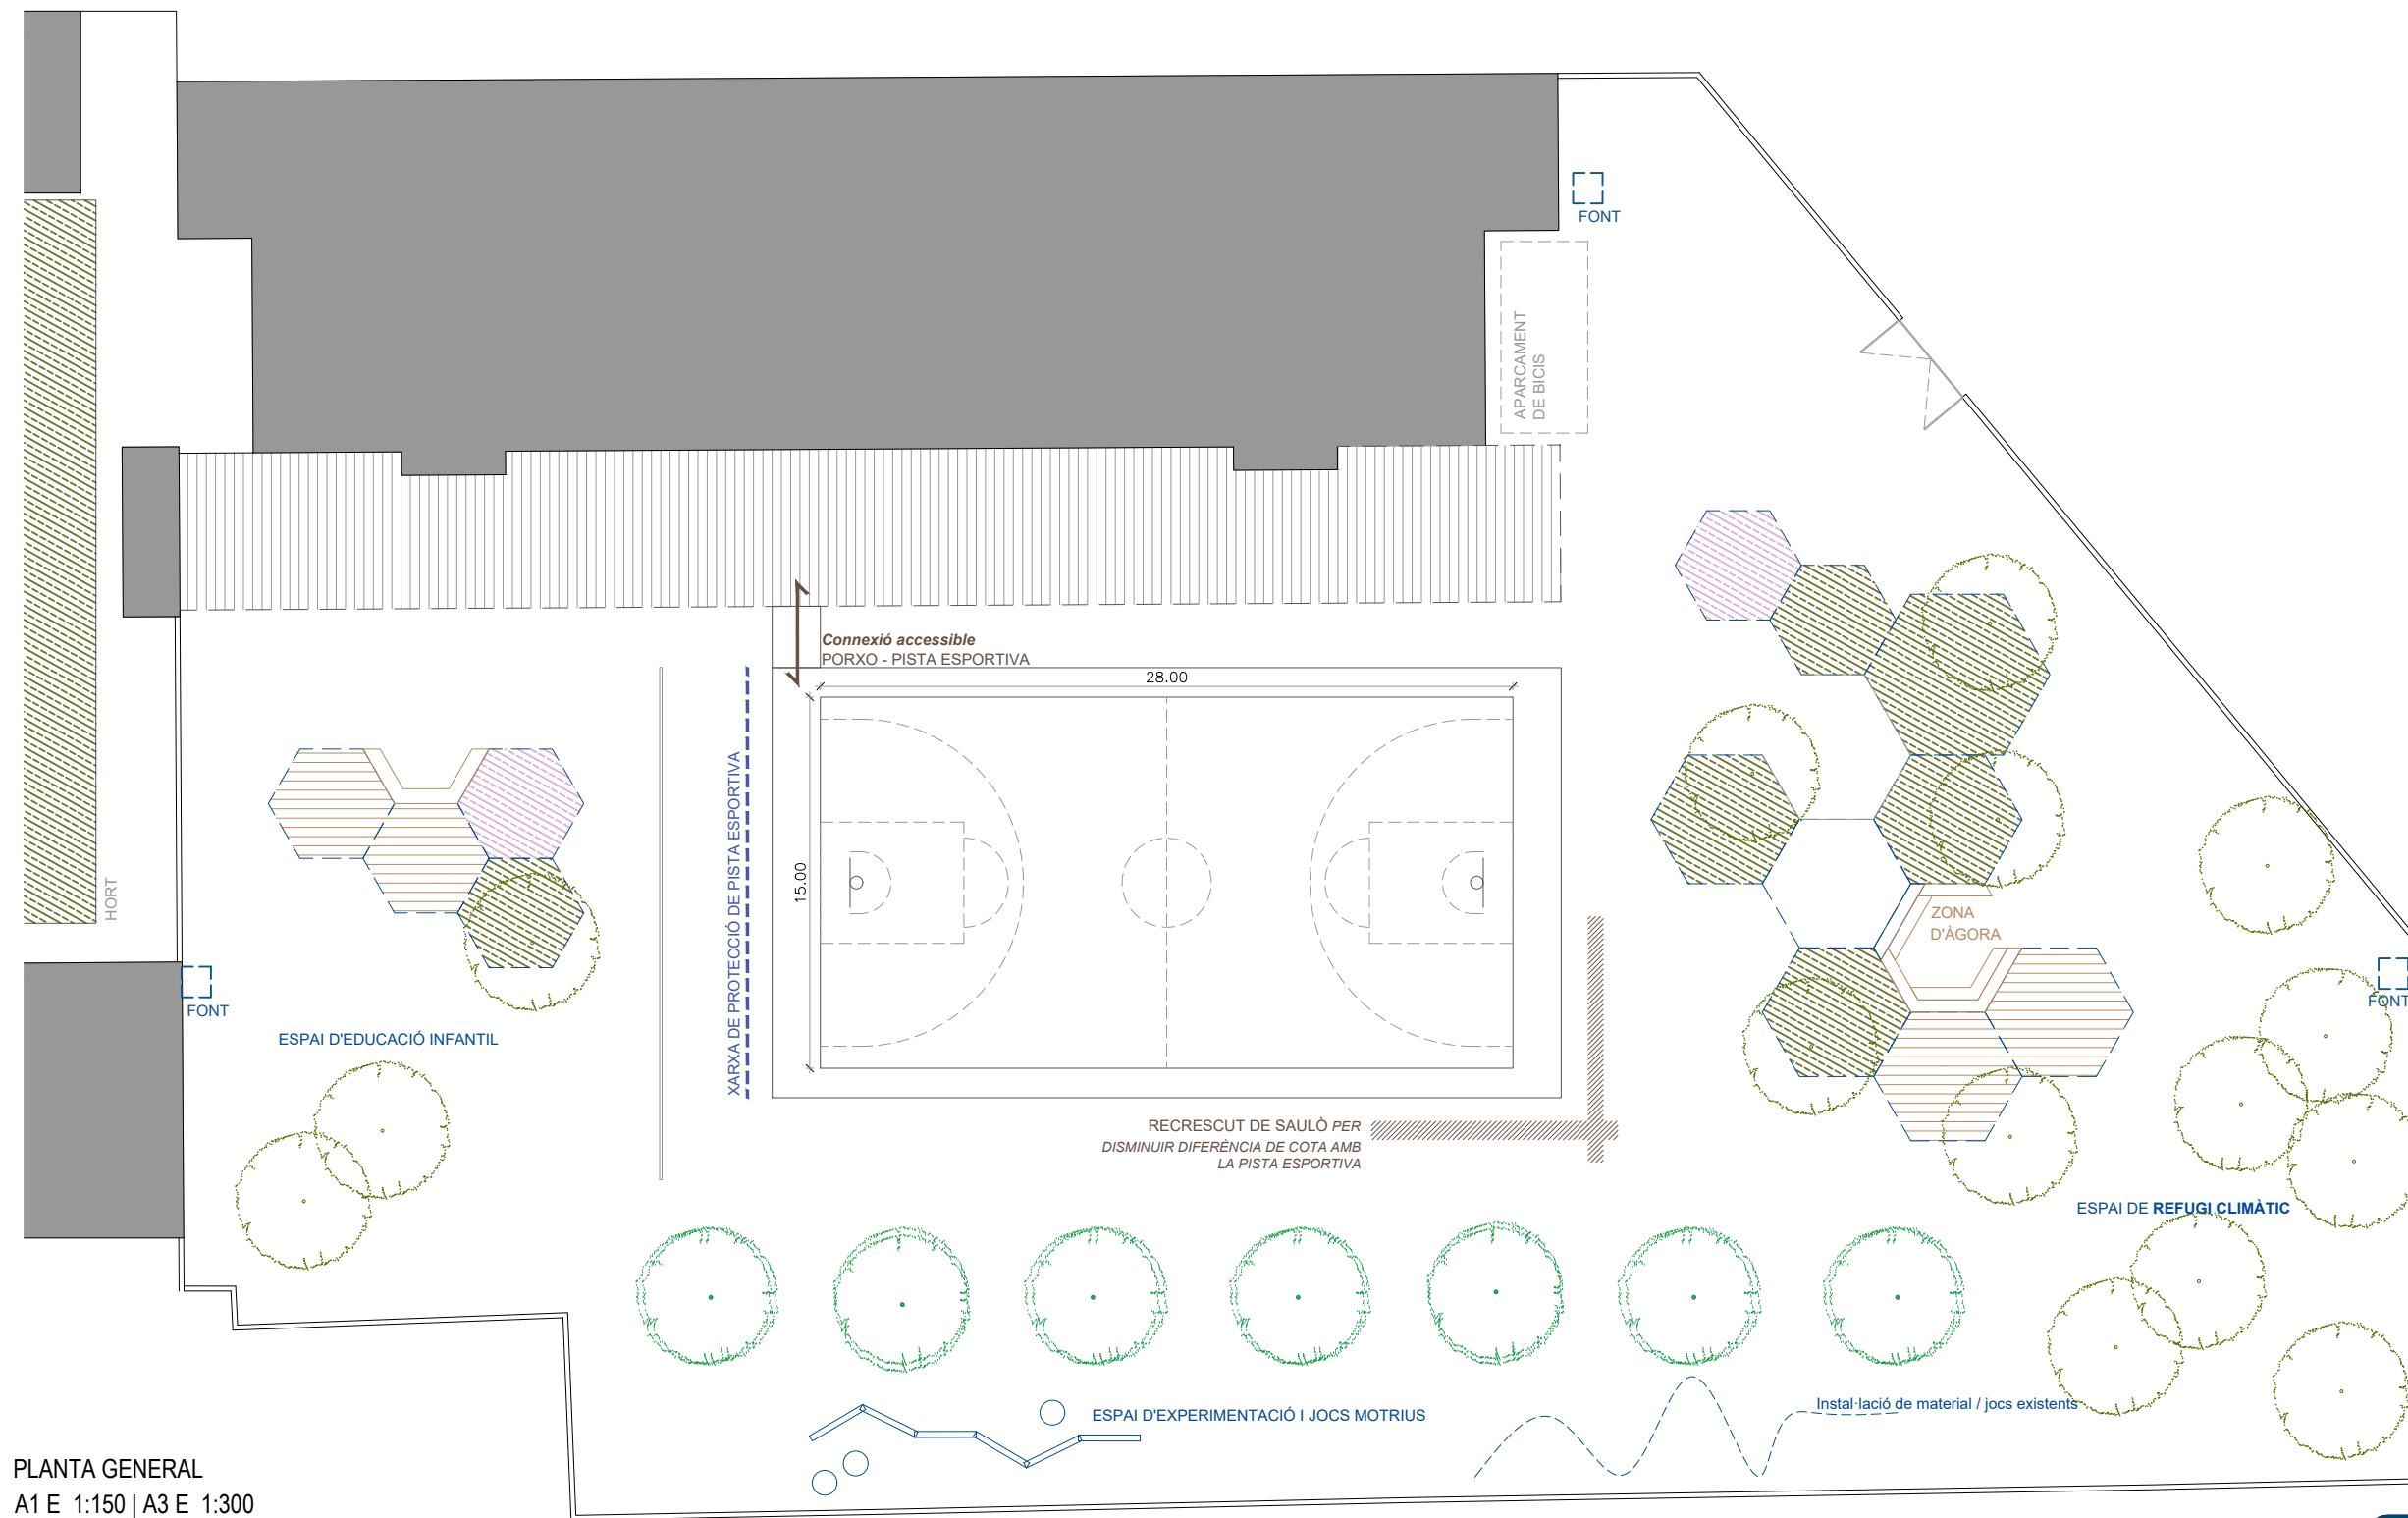 FONT
APARCAMENT
DE BICIS
Connexió accessible
PORXO - PISTA ESPORTIVA
28.00
15.00
XARXA DE PROTECCIÓ DE PISTA ESPORTIVA
HORT
FONT
ESPAI D'EDUCACIÓ INFANTIL
ZONA
D'ÀGORA
FONT
RECRESCUT DE SAULÒ PER
DISMINUIR DIFERÈNCIA DE COTA AMB
LA PISTA ESPORTIVA
ESPAI DE REFUGI CLIMÀTIC
ESPAI D'EXPERIMENTACIÓ I JOCS MOTRIUS
Instal·lació de material / jocs existents
PLANTA GENERAL
A1 E 1:150 | A3 E 1:300